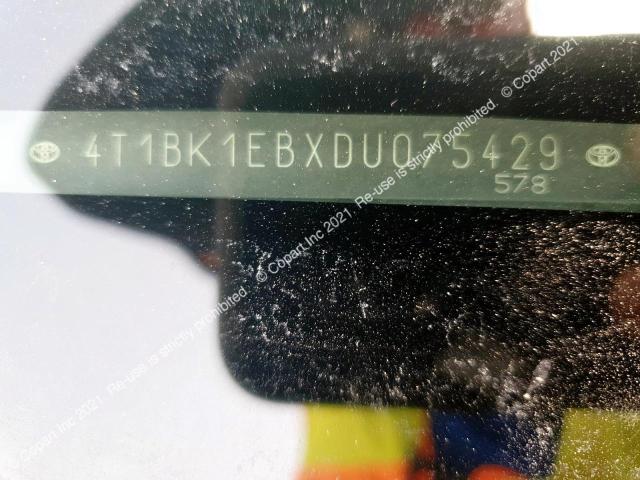 4T1BK1EBXDU075429
578
© Copart Inc 2021. Re-use is strictly prohibited. © Copart Inc 2021. Re-use is strictly prohibited. © Copart 2021.